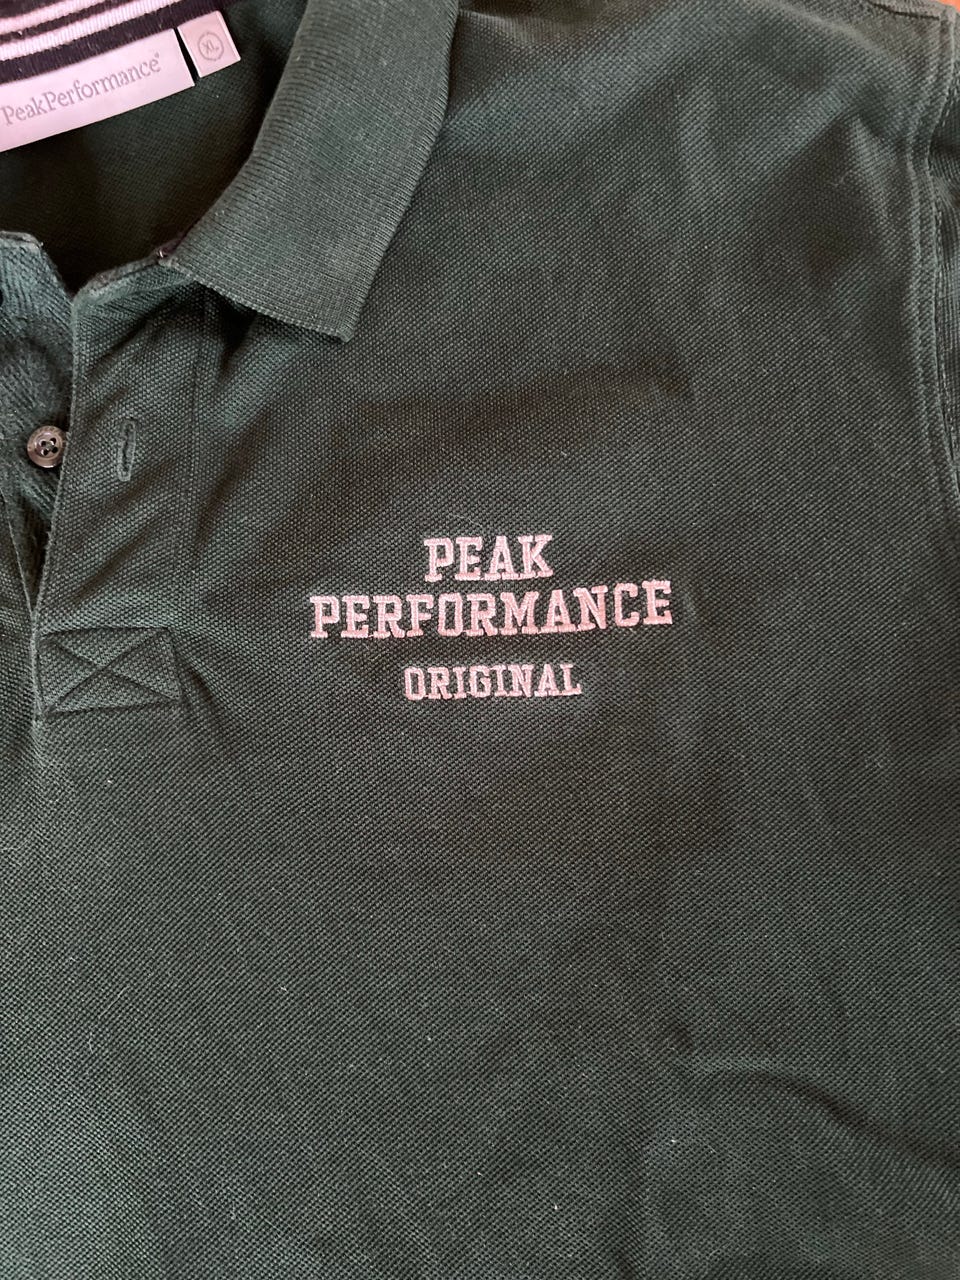 PeakPerformance®
XL
PEAK
PERFORMANCE
ORIGINAL